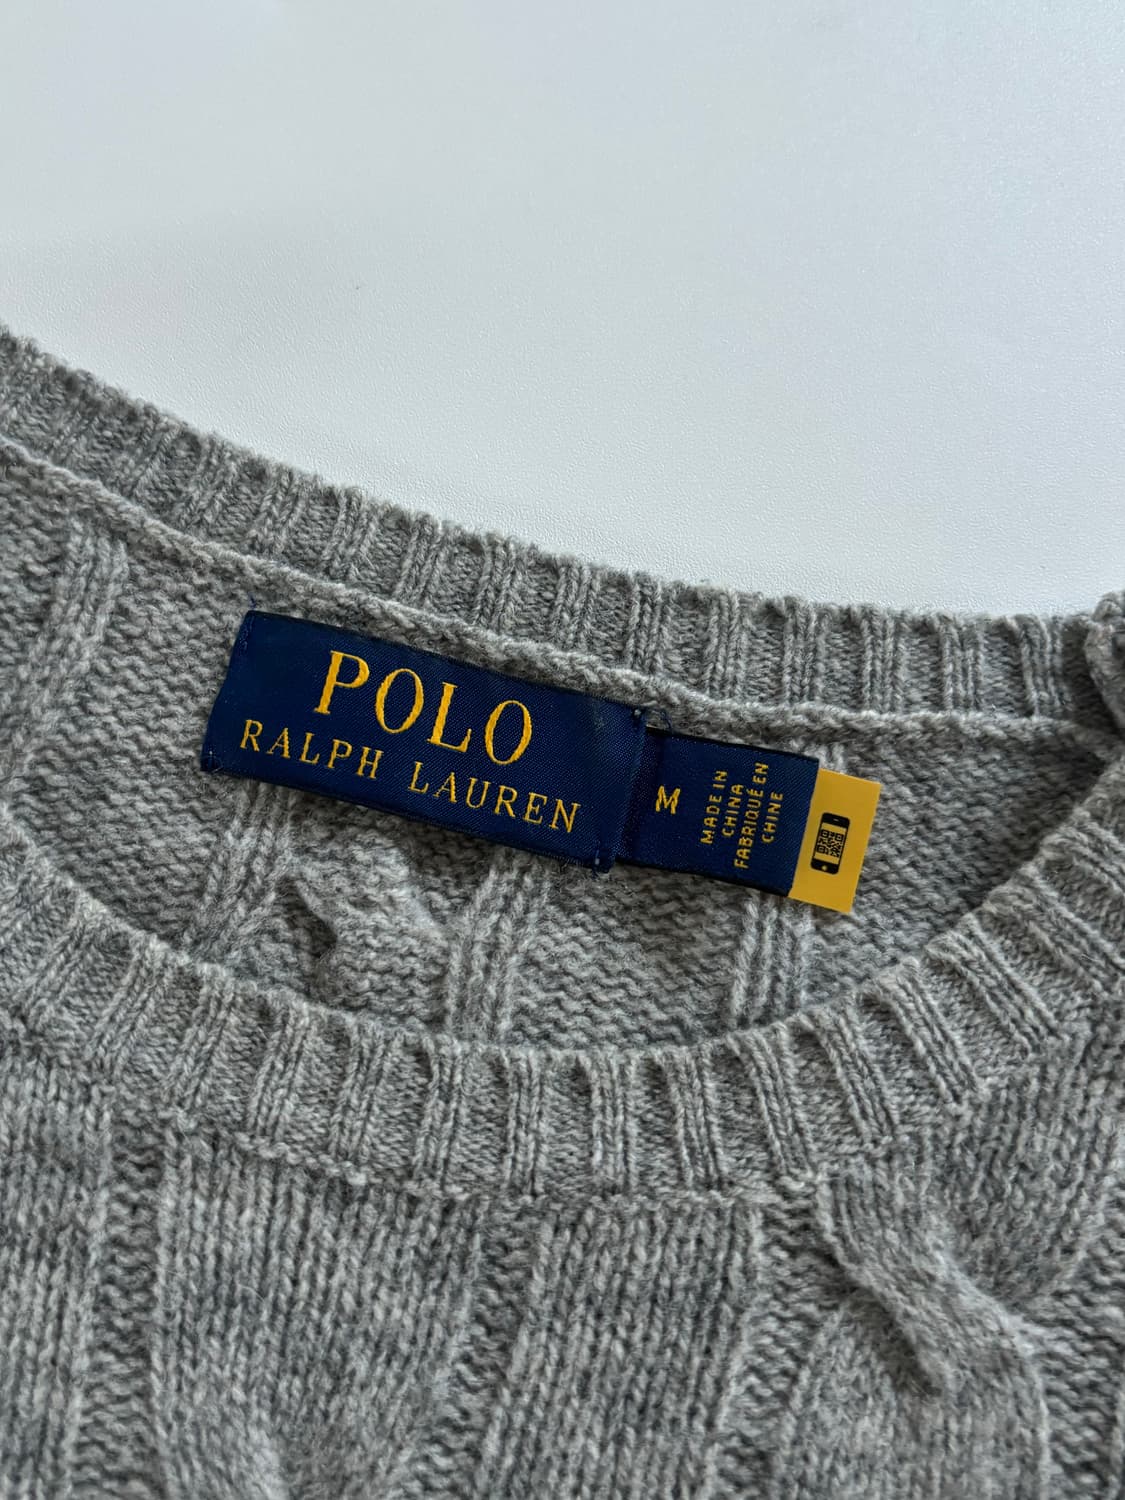 POLO
RALPH LAUREN
M
MADE IN
CHINA
FABRIQUÉ EN
CHINE